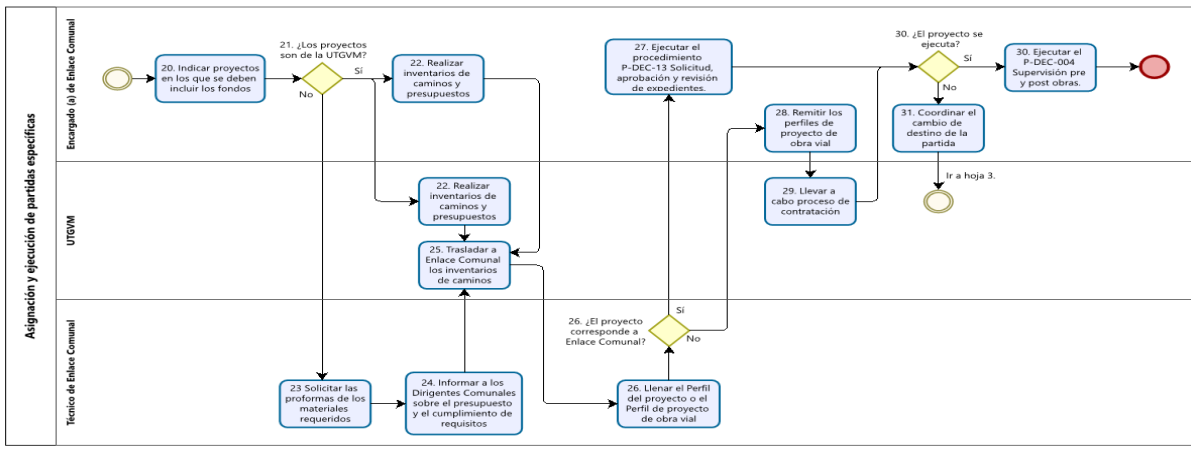 Asignación y ejecución de partidas específicas
Encargado (a) de Enlace Comunal
20. Indicar proyectos
en los que se deben
incluir los fondos
21. ¿Los proyectos
son de la UTGVM?
Sí
No
22. Realizar
inventarios de
caminos y
presupuestos
27. Ejecutar el
procedimiento
P-DEC-13 Solicitud,
aprobación y revisión
de expedientes.
28. Remitir los
perfiles de
proyecto de
obra vial
30. ¿El proyecto se
ejecuta?
Sí
No
30. Ejecutar el
P-DEC-004
Supervisión pre
y post obras.
31. Coordinar el
cambio de
destino de la
partida
UTGVM
22. Realizar
inventarios de
caminos y
presupuestos
25. Trasladar a
Enlace Comunal
los inventarios
de caminos
29. Llevar a
cabo proceso de
contratación
Ir a hoja 3.
Técnico de Enlace Comunal
23 Solicitar las
proformas de los
materiales
requeridos
24. Informar a los
Dirigentes Comunales
sobre el presupuesto
y el cumplimiento de
requisitos
26. ¿El proyecto
corresponde a
Enlace Comunal?
Sí
No
26. Llenar el Perfil
del proyecto o el
Perfil de proyecto
de obra vial